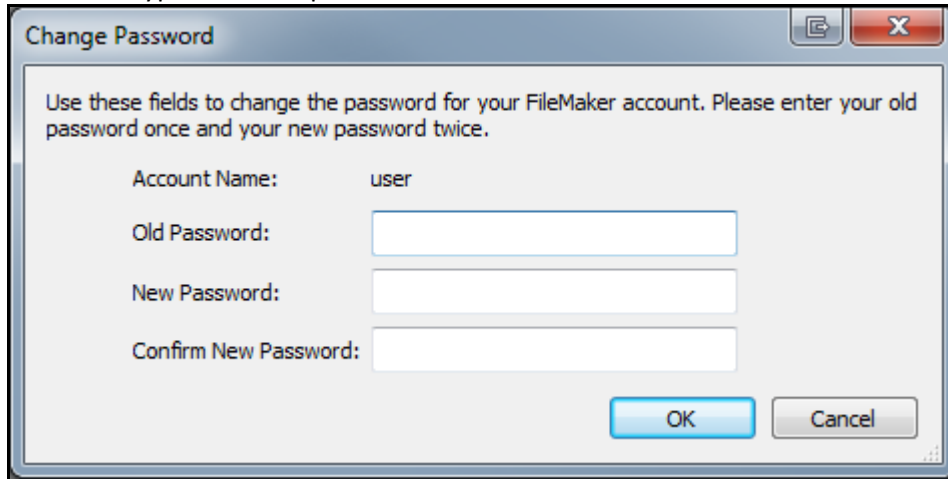 Change Password
Use these fields to change the password for your FileMaker account. Please enter your old
password once and your new password twice.
Account Name: user
Old Password:
New Password:
Confirm New Password:
OK Cancel